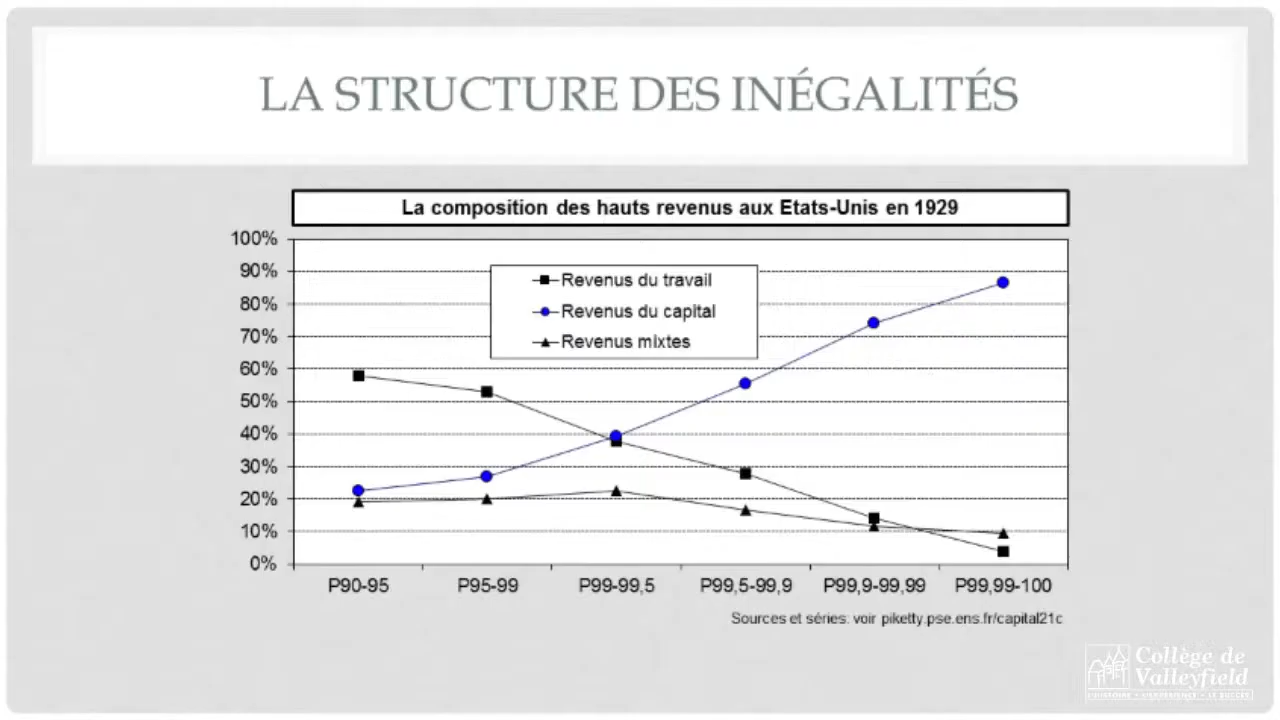 LA STRUCTURE DES INÉGALITÉS
La composition des hauts revenus aux Etats-Unis en 1929
100%
90%
80%
70%
60%
50%
40%
30%
20%
10%
0%
Revenus du travail
Revenus du capital
Revenus mixtes
P90-95 P95-99 P99-99,5 P99,5-99,9 P99,9-99,99 P99,99-100
Sources et séries: voir piketty.pse.ens.fr/capital21c
Collège de
Valleyfield